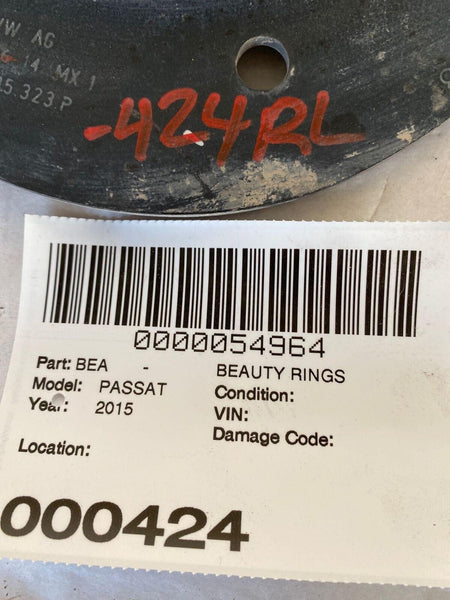 VW AG
14 MX 1
5.323.P
-424RL
0000054964
Part: BEA - BEAUTY RINGS
Model: PASSAT Condition:
Year: 2015 VIN:
Damage Code:
Location:
000424